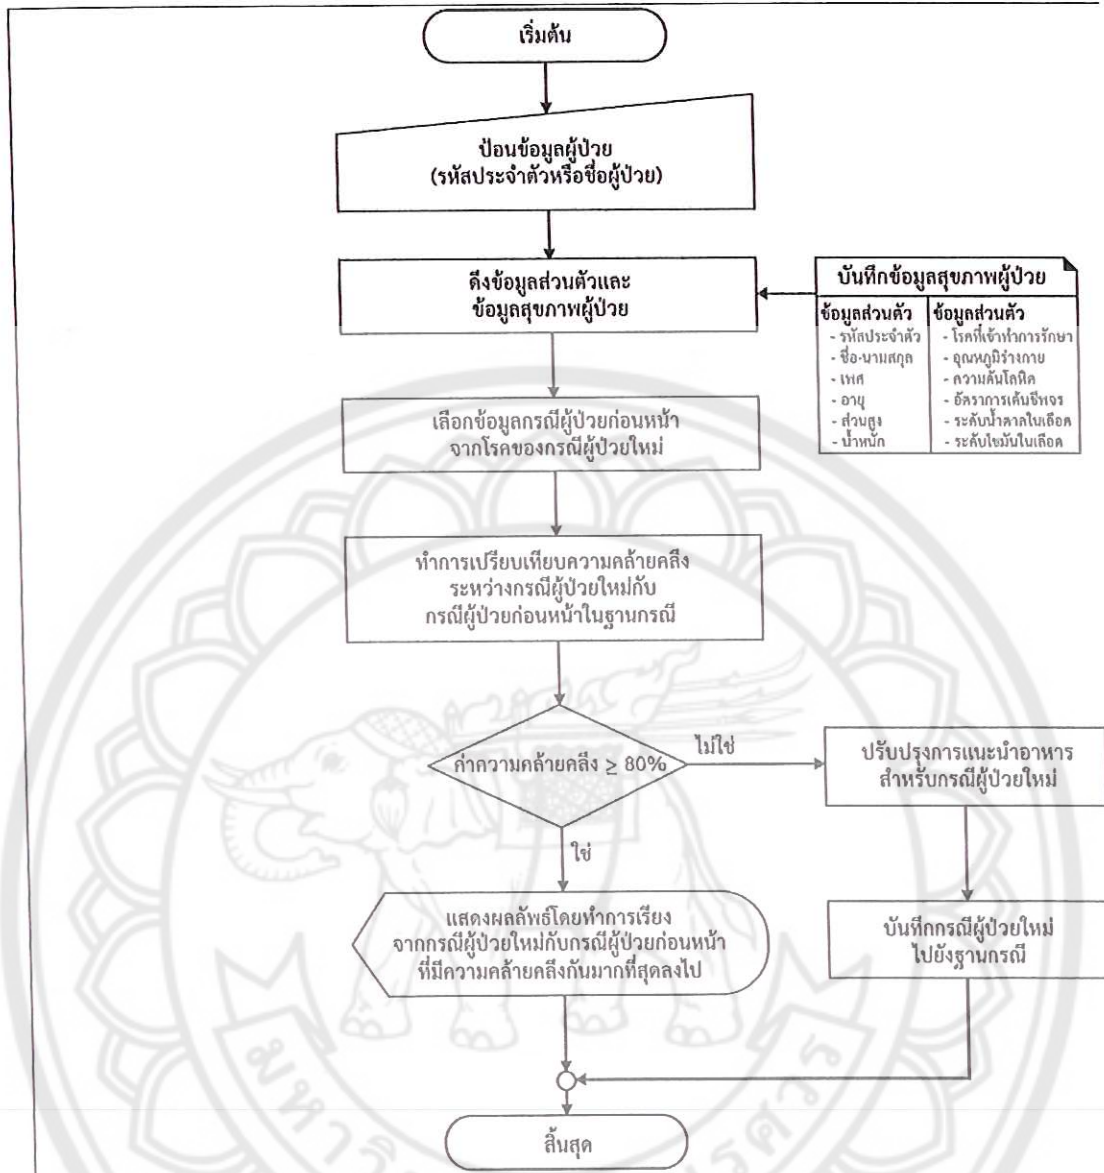 เริ่มต้น
ป้อนข้อมูลผู้ป่วย
(รหัสประจำตัวหรือชื่อผู้ป่วย)
ดึงข้อมูลส่วนตัวและ
ข้อมูลสุขภาพผู้ป่วย
บันทึกข้อมูลสุขภาพผู้ป่วย
ข้อมูลส่วนตัว
- รหัสประจำตัว
- ชื่อ-นามสกุล
- เพศ
- อายุ
- ส่วนสูง
- น้ำหนัก
ข้อมูลส่วนตัว
- โรคที่เข้าทำการรักษา
- อุณหภูมิร่างกาย
- ความดันโลหิต
- อัตราการเต้นชีพจร
- ระดับน้ำตาลในเลือด
- ระดับไขมันในเลือด
เลือกข้อมูลกรณีผู้ป่วยก่อนหน้า
จากโรคของกรณีผู้ป่วยใหม่
ทำการเปรียบเทียบความคล้ายคลึง
ระหว่างกรณีผู้ป่วยใหม่กับ
กรณีผู้ป่วยก่อนหน้าในฐานกรณี
ค่าความคล้ายคลึง ≥ 80%
ไม่ใช่
ปรับปรุงการแนะนำอาหาร
สำหรับกรณีผู้ป่วยใหม่
ใช่
แสดงผลลัพธ์โดยทำการเรียง
จากกรณีผู้ป่วยใหม่กับกรณีผู้ป่วยก่อนหน้า
ที่มีความคล้ายคลึงกันมากที่สุดลงไป
บันทึกกรณีผู้ป่วยใหม่
ไปยังฐานกรณี
สิ้นสุด